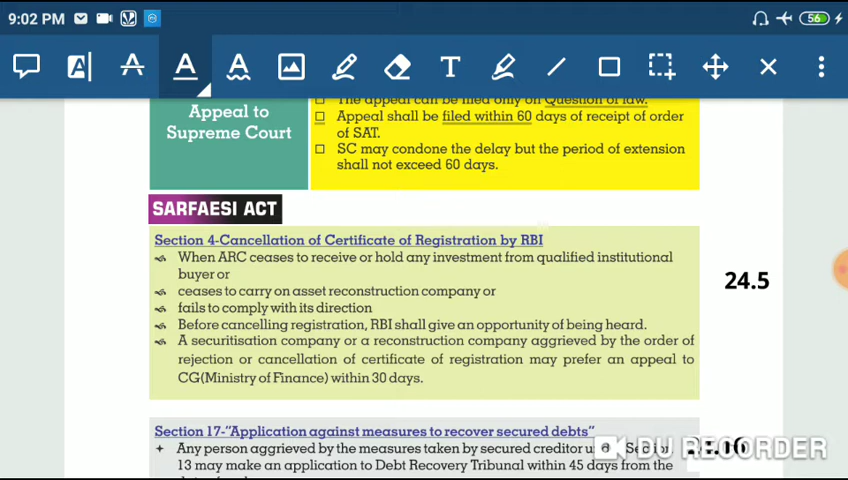 9:02 PM
56
A
A
A
A
T
Appeal to
Supreme Court
The appeal can be filed only on Question of law.
Appeal shall be filed within 60 days of receipt of order
of SAT.
SC may condone the delay but the period of extension
shall not exceed 60 days.
SARFAESI ACT
Section 4-Cancellation of Certificate of Registration by RBI
When ARC ceases to receive or hold any investment from qualified institutional
buyer or
ceases to carry on asset reconstruction company or
fails to comply with its direction
Before cancelling registration, RBI shall give an opportunity of being heard.
A securitisation company or a reconstruction company aggrieved by the order of
rejection or cancellation of certificate of registration may prefer an appeal to
CG(Ministry of Finance) within 30 days.
24.5
Section 17-"Application against measures to recover secured debts"
Any person aggrieved by the measures taken by secured creditor Section
13 may make an application to Debt Recovery Tribunal within 45 days from the
DU RECORDER